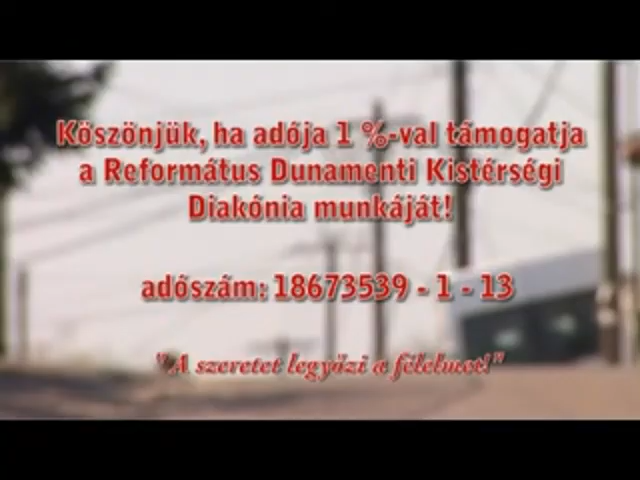 Köszönjük, ha adója 1 %-val támogatja
a Református Dunamenti Kistérségi
Diakónia munkáját!
adószám: 18673539 - 1 - 13
"A szeretet legyőzi a félelmet!"